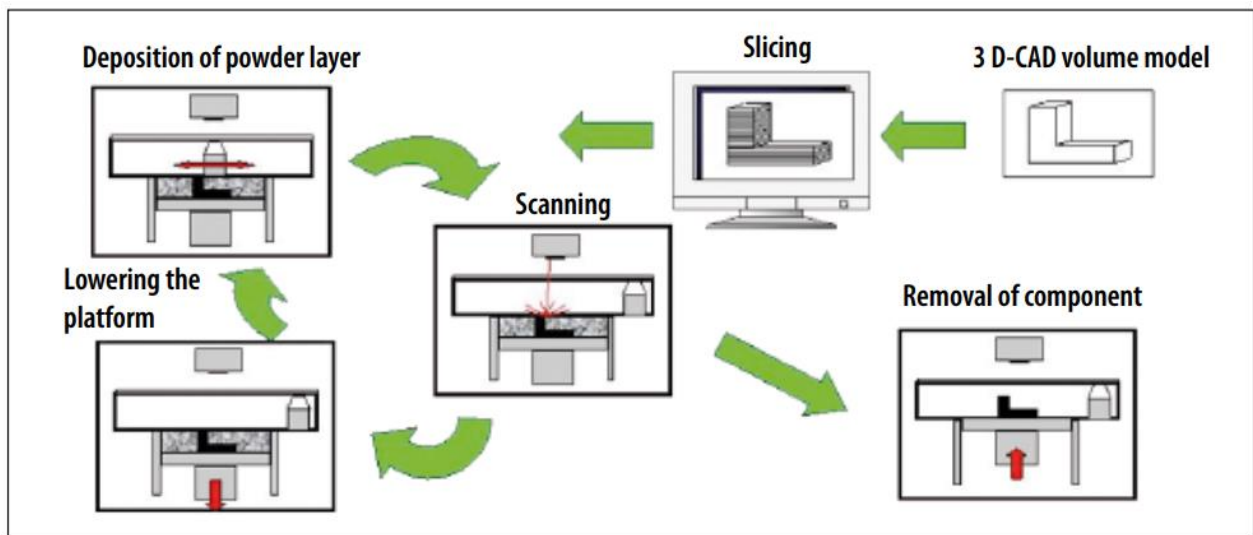 Deposition of powder layer
Slicing
3 D-CAD volume model
Scanning
Lowering the
platform
Removal of component